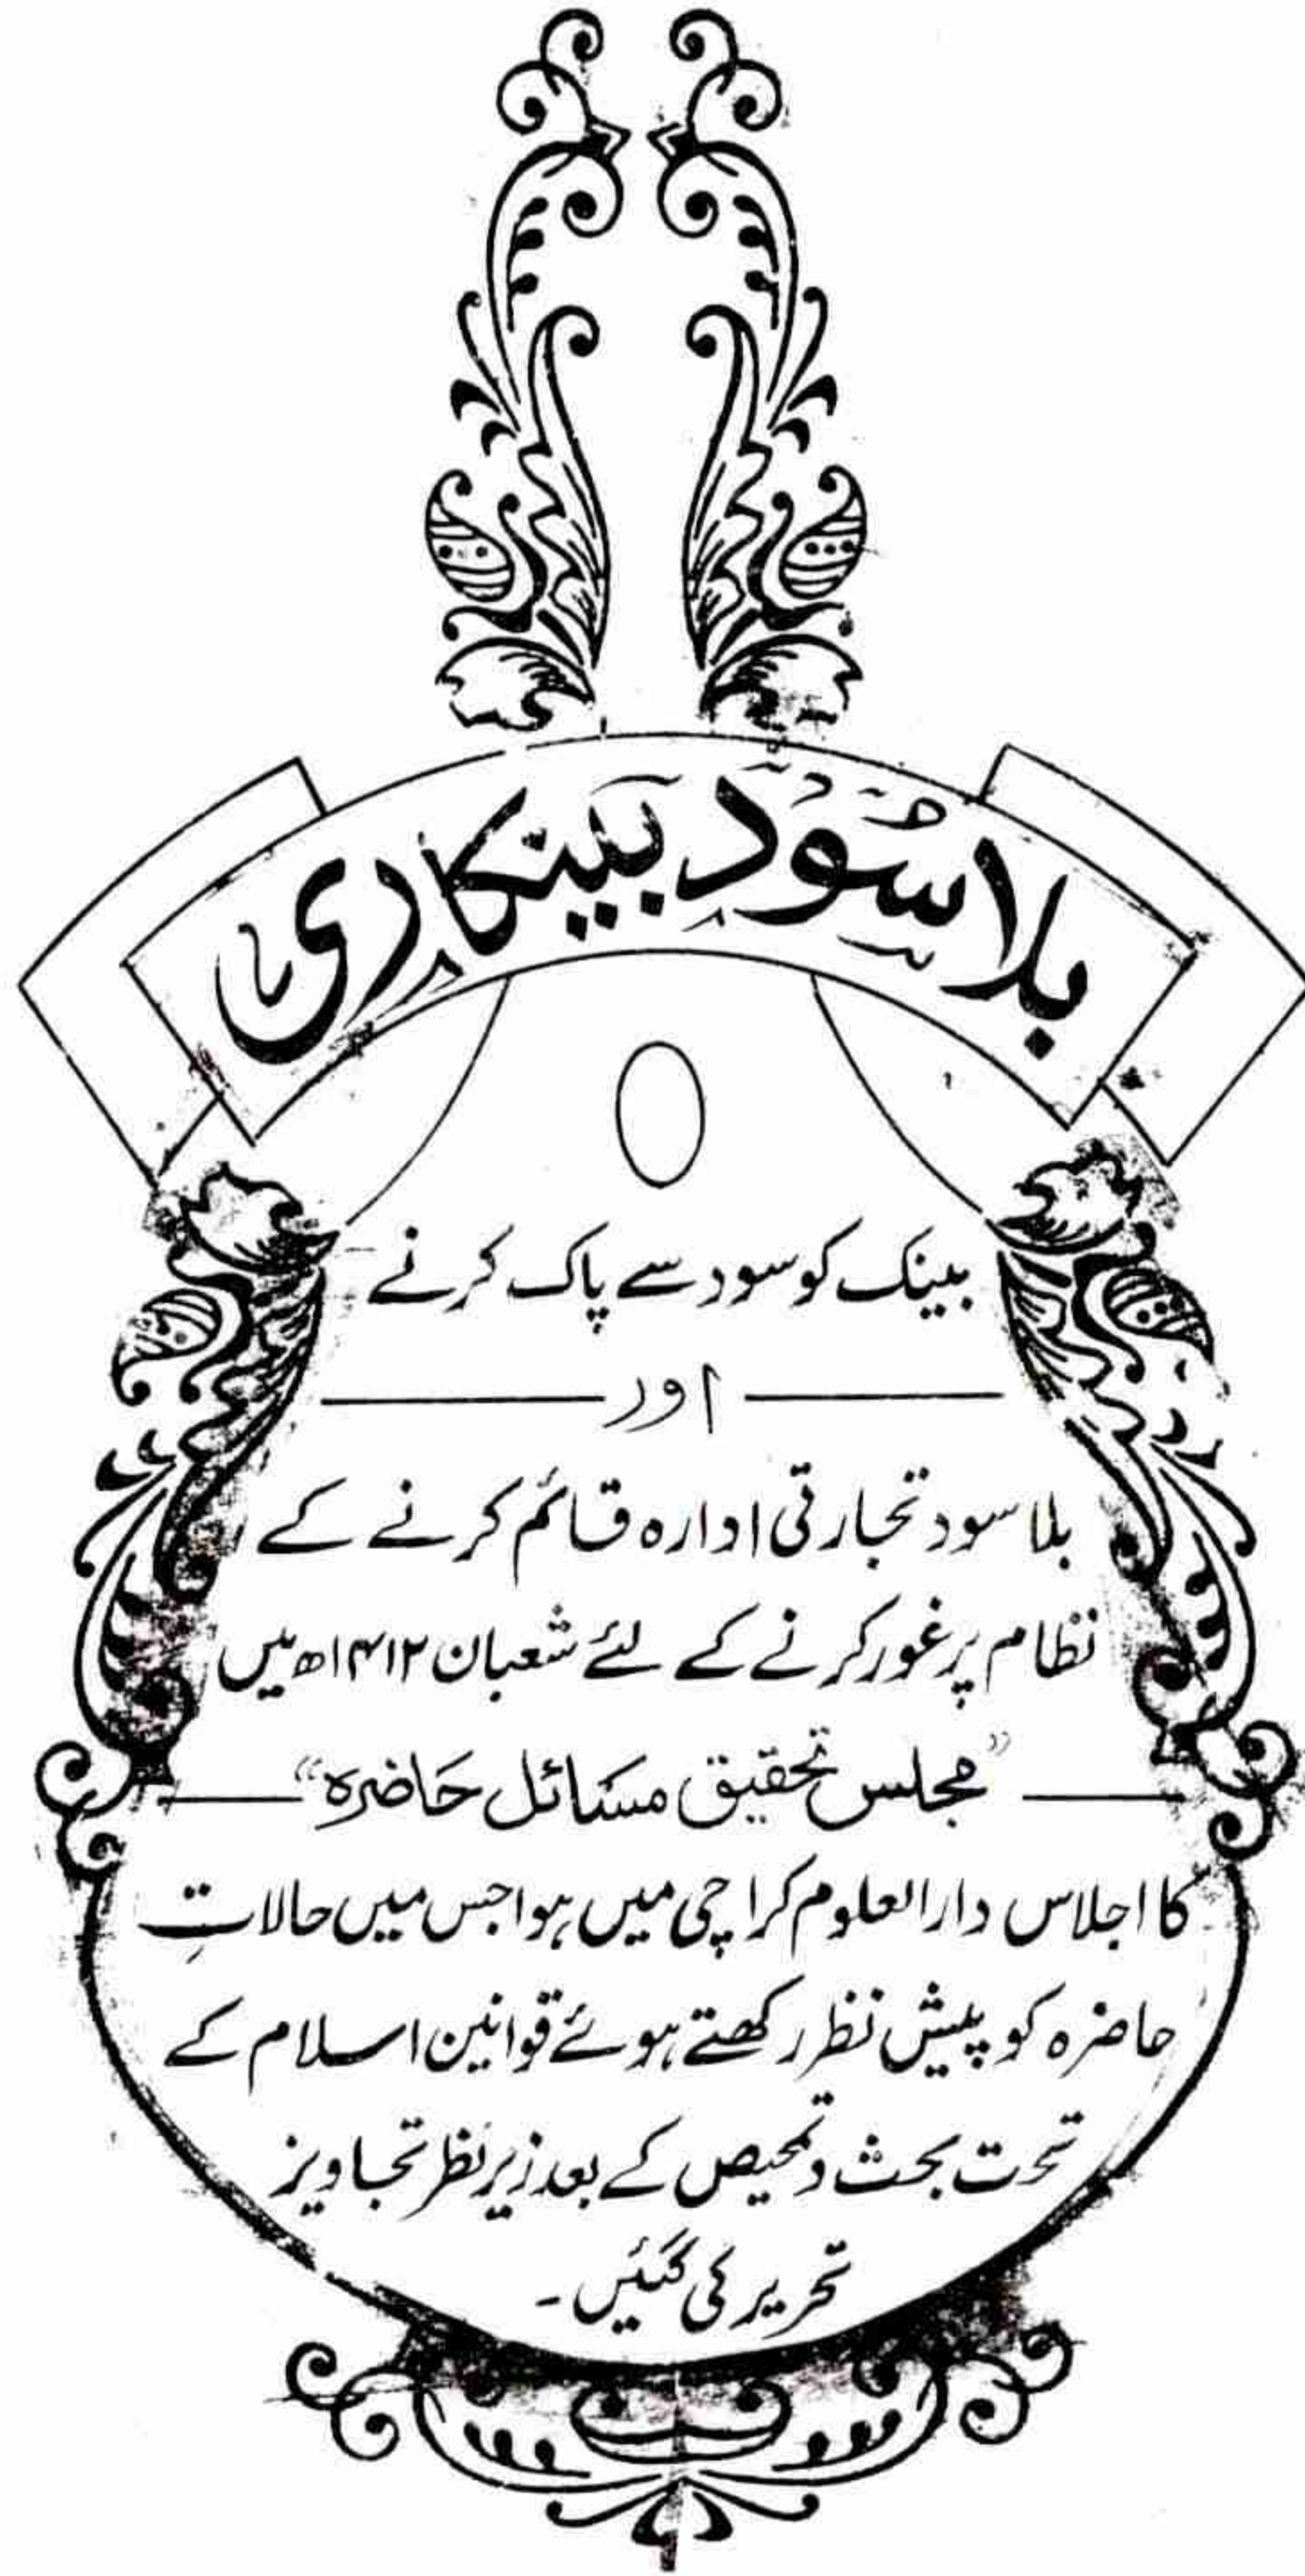 بلا سُود بینکاری
بینک کو سود سے پاک کرنے
اور
بلا سود تجارتی ادارہ قائم کرنے کے
نظام پر غور کرنے کے لئے شعبان ۱۴۱۲ھ میں
”مجلس تحقیق مسائل حاضرہ“
کا اجلاس دارالعلوم کراچی میں ہوا جس میں حالاتِ
حاضرہ کو پیش نظر رکھتے ہوئے قوانین اسلام کے
تحت بحث و تمحیص کے بعد زیر نظر تجاویز
تحریر کی گئیں۔